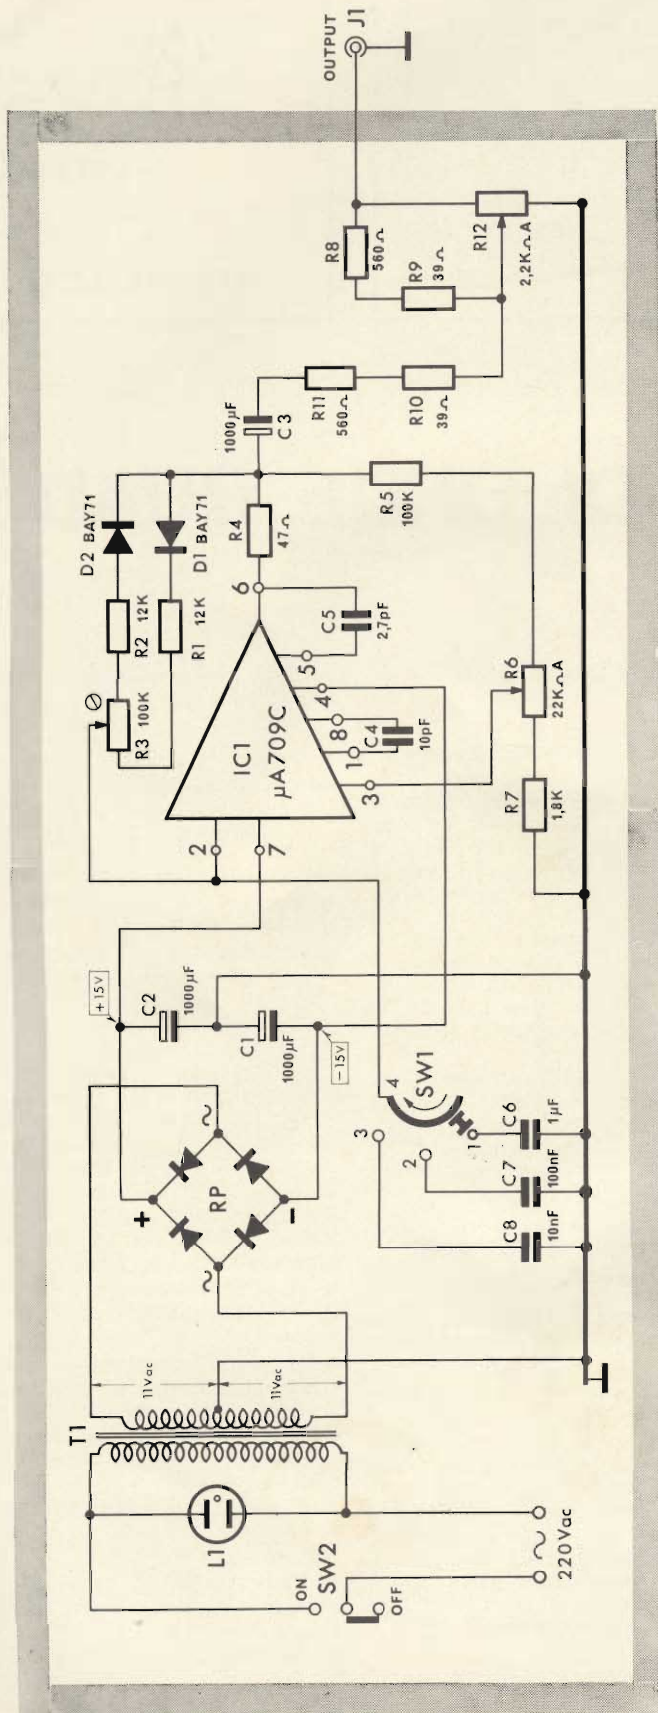 T1
L1
ON
SW2
OFF
220Vac
11Vac
11Vac
+
RP
-
+15V
C2
1000µF
C1
1000µF
-15V
3
2
4
SW1
1
C8
10nF
C7
100nF
C6
1µF
R3
100K
R2
12K
D2 BAY71
R1
12K
D1 BAY71
2
7
IC1
µA709C
6
3
1
8
4
5
C4
10pF
C5
2,7pF
R4
47Ω
1000µF
C3
R11
560Ω
R10
39Ω
R5
100K
R7
1,8K
R6
22KΩA
R8
560Ω
R9
39Ω
R12
2,2KΩA
OUTPUT
J1